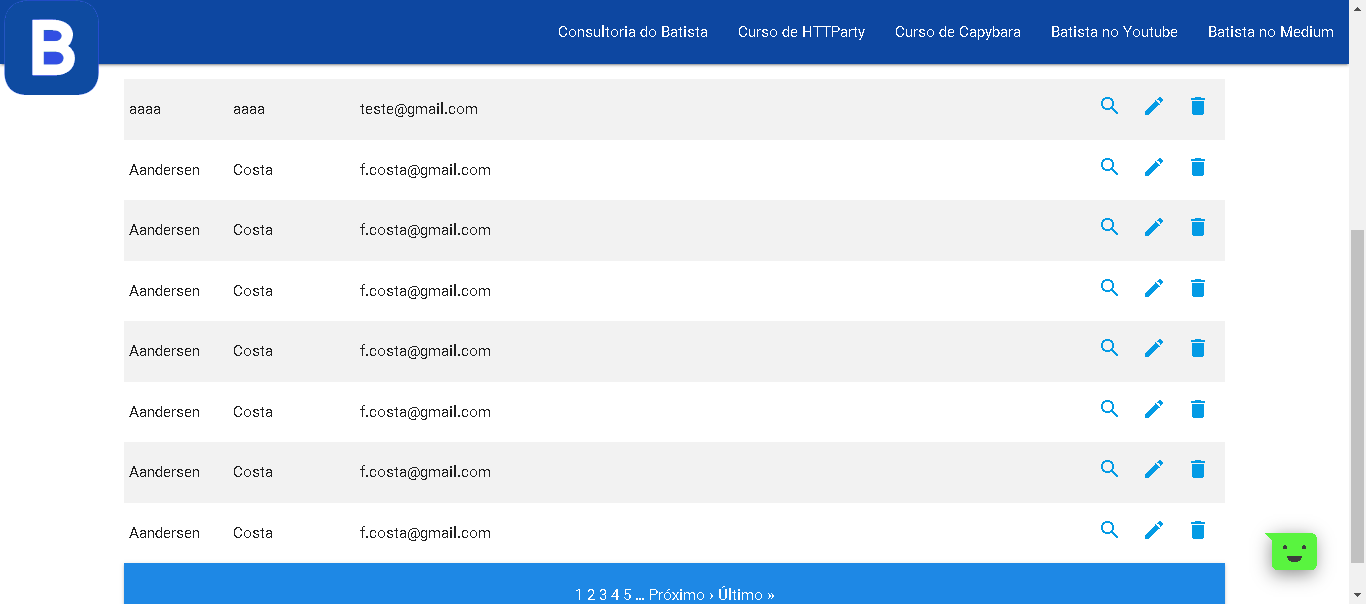 B Consultoria do Batista Curso de HTTParty Curso de Capybara Batista no Youtube Batista no Medium
aaaa aaaa teste@gmail.com
Aandersen Costa f.costa@gmail.com
Aandersen Costa f.costa@gmail.com
Aandersen Costa f.costa@gmail.com
Aandersen Costa f.costa@gmail.com
Aandersen Costa f.costa@gmail.com
Aandersen Costa f.costa@gmail.com
Aandersen Costa f.costa@gmail.com
1 2 3 4 5 … Próximo › Último »